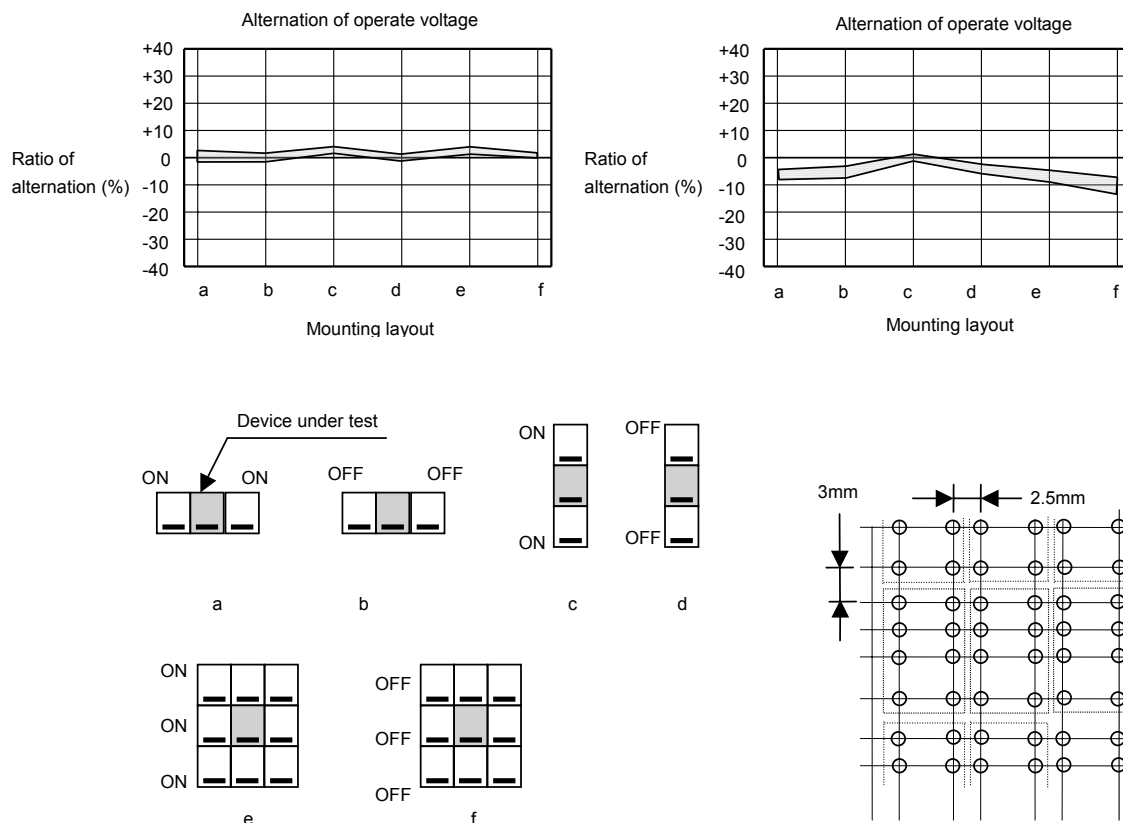 Alternation of operate voltage
+40
+30
+20
+10
0
-10
-20
-30
-40
Ratio of
alternation (%)
a b c d e f
Mounting layout
Alternation of operate voltage
+40
+30
+20
+10
0
-10
-20
-30
-40
Ratio of
alternation (%)
a b c d e f
Mounting layout
Device under test
ON ON
a
OFF OFF
b
ON
ON
c
OFF
OFF
d
ON
ON
ON
e
OFF
OFF
OFF
f
3mm
2.5mm